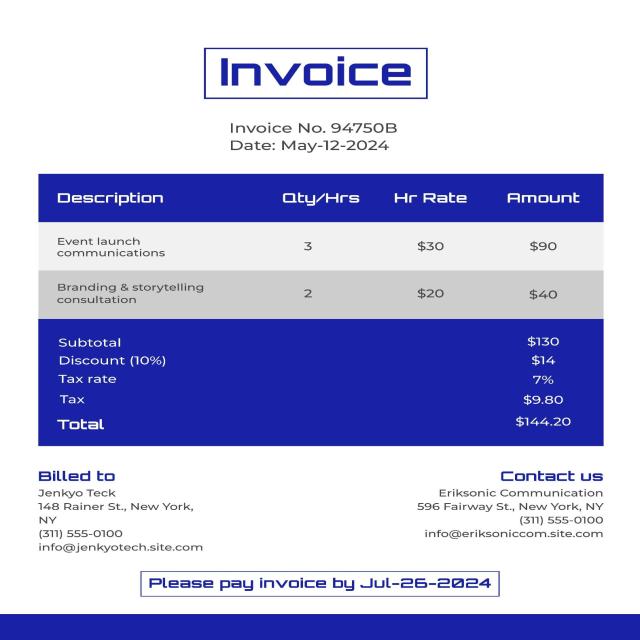 Invoice
Invoice No. 94750B
Date: May-12-2024
Description Qty/Hrs Hr Rate Amount
Event launch
communications 3 $30 $90
Branding & storytelling
consultation 2 $20 $40
Subtotal $130
Discount (10%) $14
Tax rate 7%
Tax $9.80
Total $144.20
Billed to
Jenkyo Teck
148 Rainer St., New York,
NY
(311) 555-0100
info@jenkyotech.site.com
Contact us
Eriksonic Communication
596 Fairway St., New York, NY
(311) 555-0100
info@eriksoniccom.site.com
Please pay invoice by Jul-26-2024